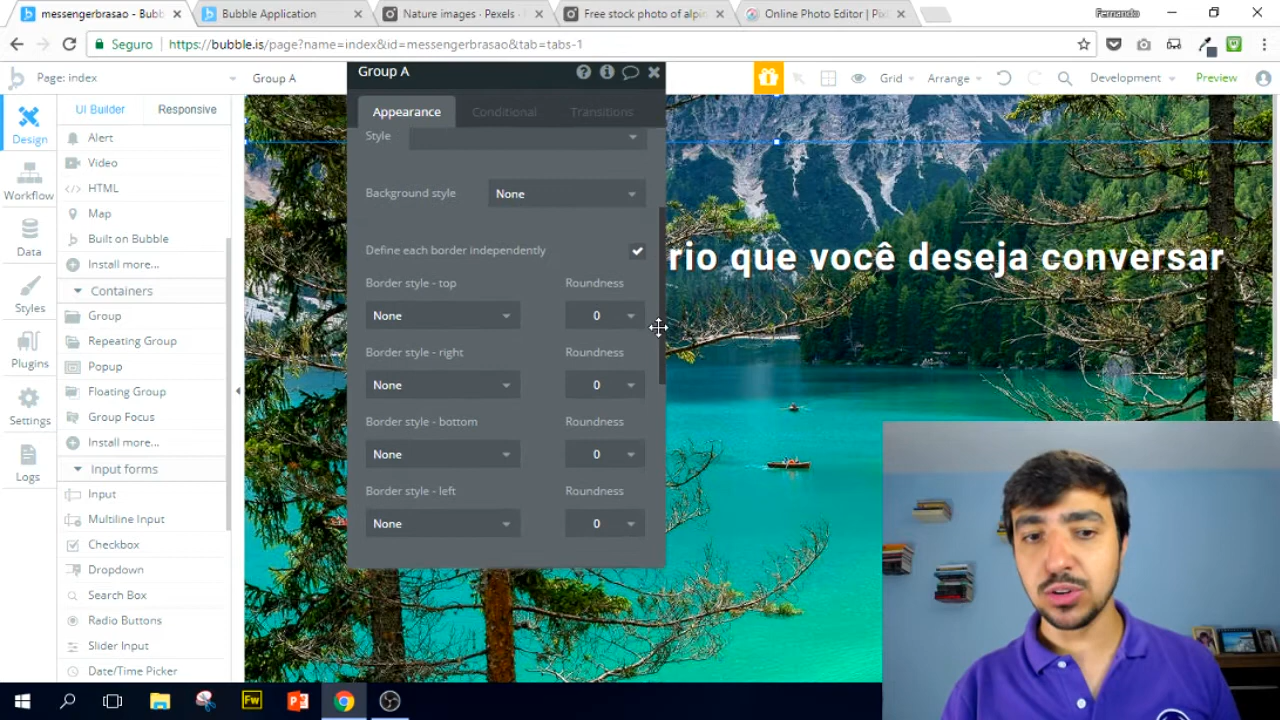 messengerbrasao - Bubb
Bubble Application
Nature images · Pexels ·
Free stock photo of alpin
Online Photo Editor | Pix
Fernando
Seguro
https://bubble.is/page?name=index&id=messengerbrasao&tab=tabs-1
Page: index
Group A
Group A
Grid
Arrange
Development
Preview
Design
Workflow
Data
Styles
Plugins
Settings
Logs
UI Builder
Responsive
Alert
Video
HTML
Map
Built on Bubble
Install more...
Containers
Group
Repeating Group
Popup
Floating Group
Group Focus
Install more...
Input forms
Input
Multiline Input
Checkbox
Dropdown
Search Box
Radio Buttons
Slider Input
Date/Time Picker
Appearance
Conditional
Transitions
Style
Background style
None
Define each border independently
Border style - top
Roundness
None
0
Border style - right
Roundness
None
0
Border style - bottom
Roundness
None
0
Border style - left
Roundness
None
0
rio que você deseja conversar
Fw